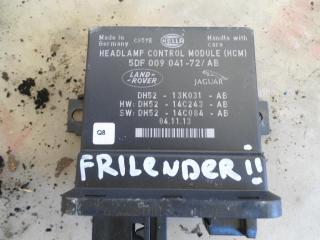 Made in Germany
CF5YE
HELLA
Handle with care
HEADLAMP CONTROL MODULE (HCM)
5DF 009 041-72/AB
LAND ROVER
JAGUAR
DH52 - 13K031 - AB
HW: DH52 - 14C243 - AB
SW: DH52 - 14C084 - AB
04.11.13
Q8
FRILENDER!!